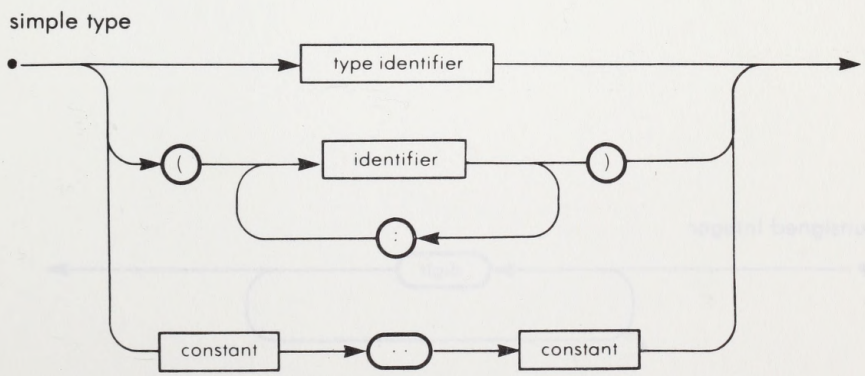 simple type
type identifier
( identifier )
:
constant .. constant